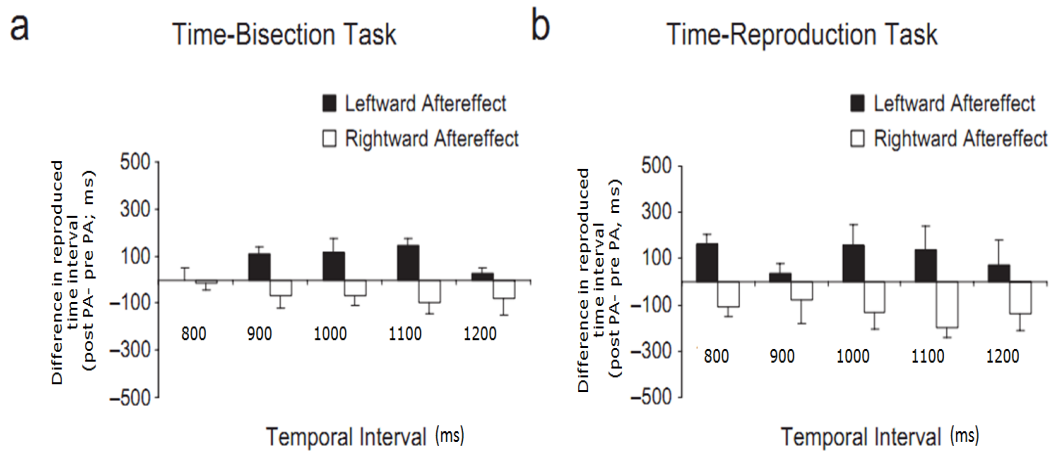 a
Time-Bisection Task
Leftward Aftereffect
Rightward Aftereffect
Difference in reproduced
time interval
(post PA- pre PA; ms)
500
300
100
–100
–300
–500
800 900 1000 1100 1200
Temporal Interval (ms)
b
Time-Reproduction Task
Leftward Aftereffect
Rightward Aftereffect
Difference in reproduced
time interval
(post PA- pre PA, ms)
500
300
100
–100
–300
–500
800 900 1000 1100 1200
Temporal Interval (ms)